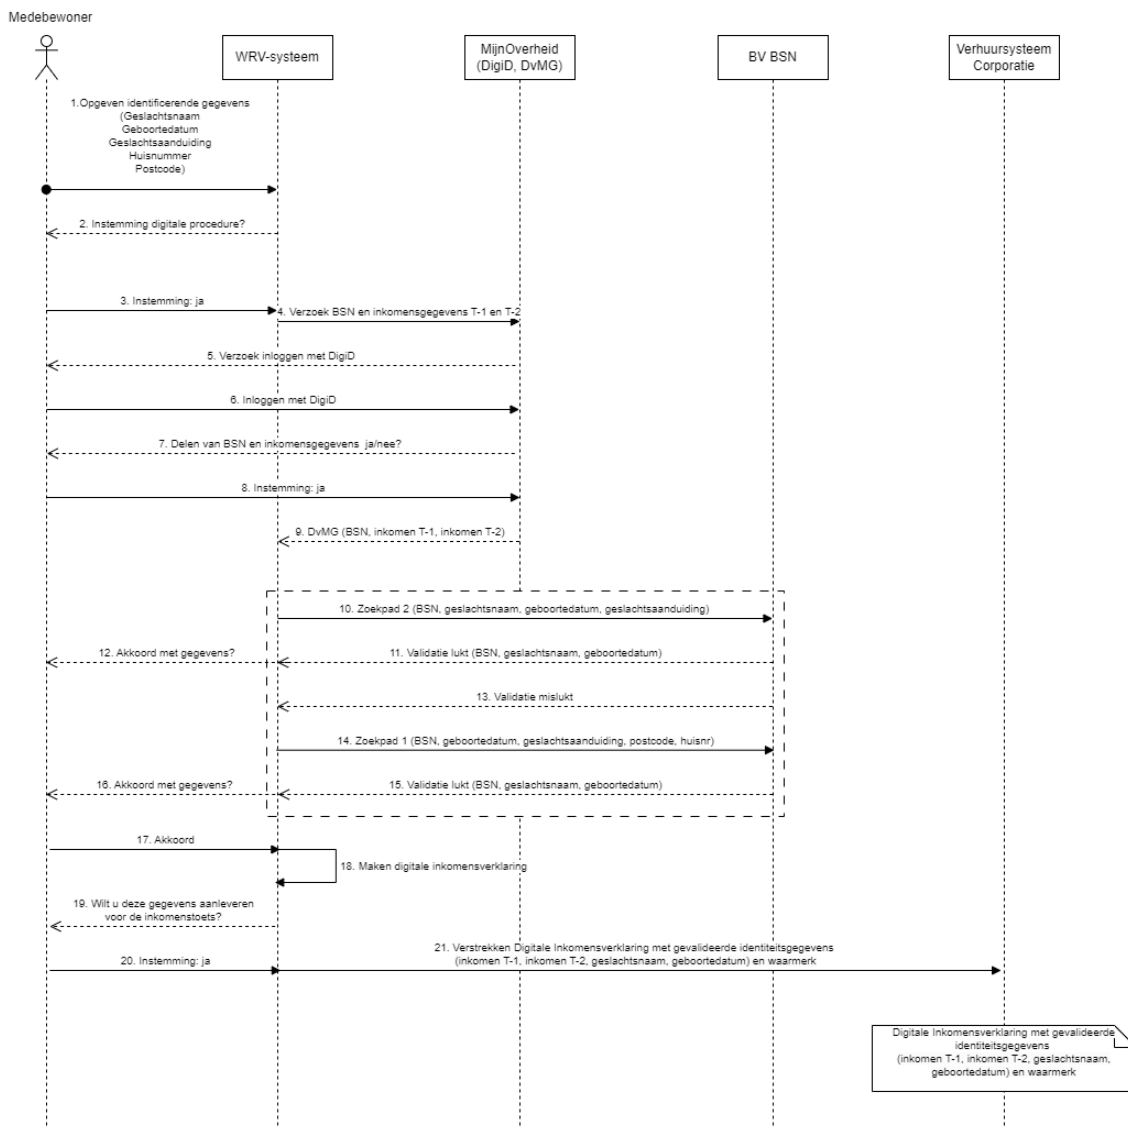 Medebewoner
WRV-systeem
MijnOverheid
(DigiD, DvMG)
BV BSN
Verhuursysteem
Corporatie
1.Opgeven identificerende gegevens
(Geslachtsnaam
Geboortedatum
Geslachtsaanduiding
Huisnummer
Postcode)
2. Instemming digitale procedure?
3. Instemming: ja
4. Verzoek BSN en inkomensgegevens T-1 en T-2
5. Verzoek inloggen met DigiD
6. Inloggen met DigiD
7. Delen van BSN en inkomensgegevens ja/nee?
8. Instemming: ja
9. DvMG (BSN, inkomen T-1, inkomen T-2)
10. Zoekpad 2 (BSN, geslachtsnaam, geboortedatum, geslachtsaanduiding)
12. Akkoord met gegevens?
11. Validatie lukt (BSN, geslachtsnaam, geboortedatum)
13. Validatie mislukt
14. Zoekpad 1 (BSN, geboortedatum, geslachtsaanduiding, postcode, huisnr)
16. Akkoord met gegevens?
15. Validatie lukt (BSN, geslachtsnaam, geboortedatum)
17. Akkoord
18. Maken digitale inkomensverklaring
19. Wilt u deze gegevens aanleveren
voor de inkomenstoets?
20. Instemming: ja
21. Verstrekken Digitale Inkomensverklaring met gevalideerde identiteitsgegevens
(inkomen T-1, inkomen T-2, geslachtsnaam, geboortedatum) en waarmerk
Digitale Inkomensverklaring met gevalideerde
identiteitsgegevens
(inkomen T-1, inkomen T-2, geslachtsnaam,
geboortedatum) en waarmerk